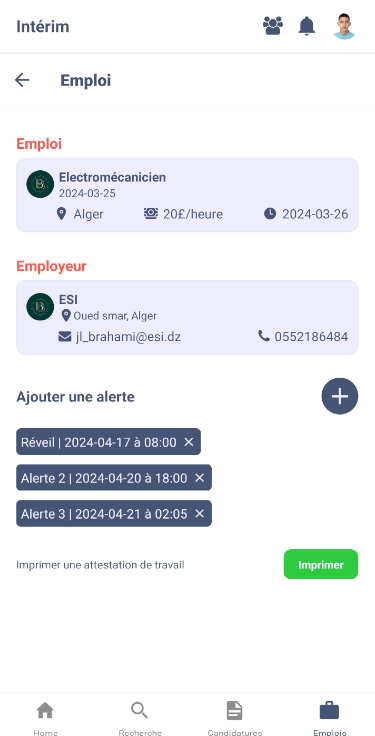 Intérim
Emploi
Emploi
Electromécanicien
2024-03-25
Alger 20£/heure 2024-03-26
Employeur
ESI
Oued smar, Alger
jl_brahami@esi.dz 0552186484
Ajouter une alerte
Réveil | 2024-04-17 à 08:00 ×
Alerte 2 | 2024-04-20 à 18:00 ×
Alerte 3 | 2024-04-21 à 02:05 ×
Imprimer une attestation de travail Imprimer
Home Recherche Candidatures Emplois